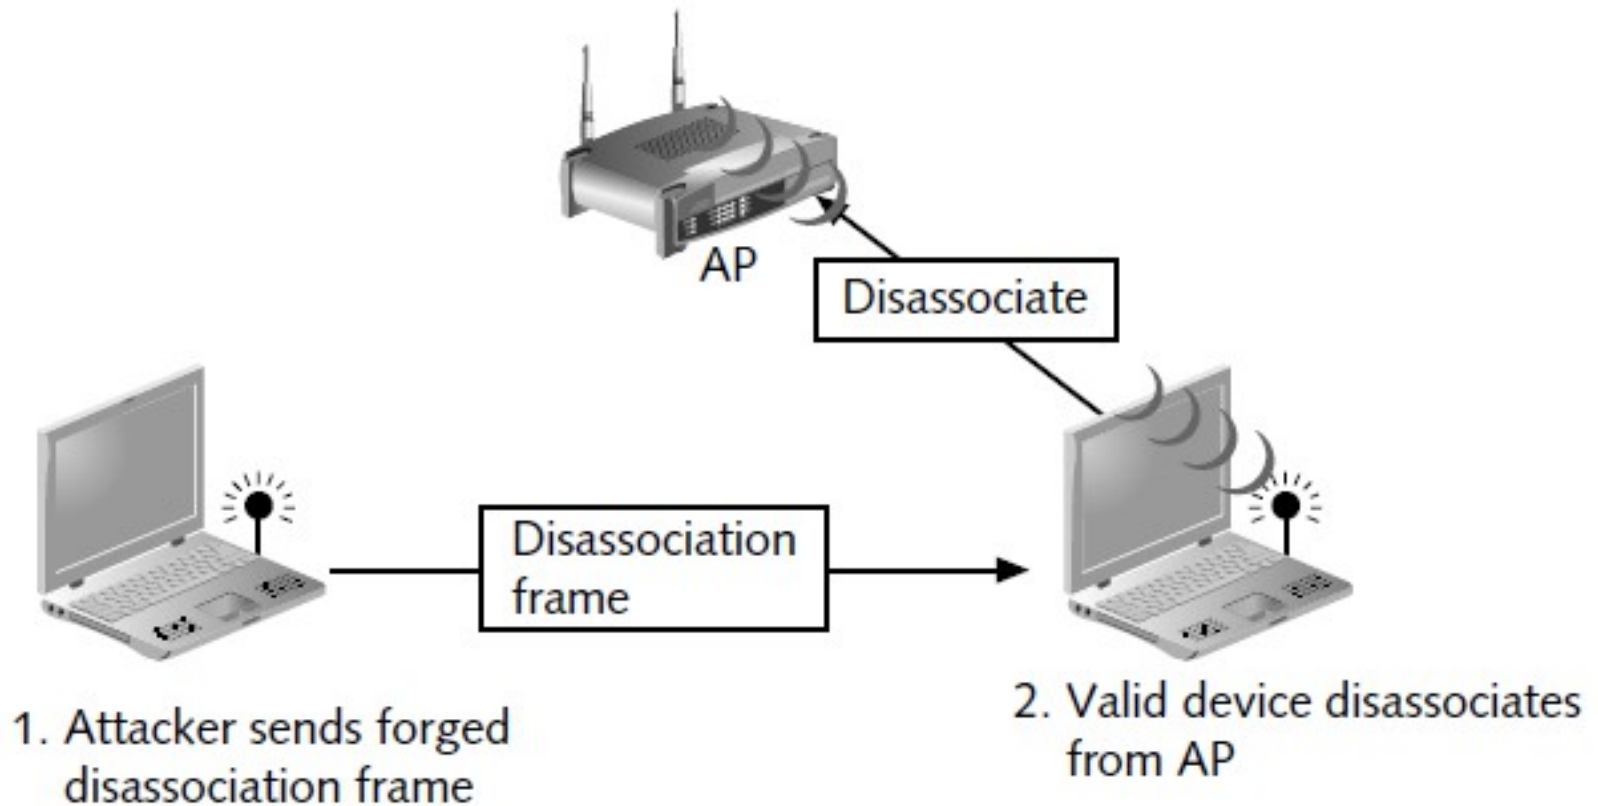 AP
Disassociate
Disassociation
frame
1. Attacker sends forged
disassociation frame
2. Valid device disassociates
from AP